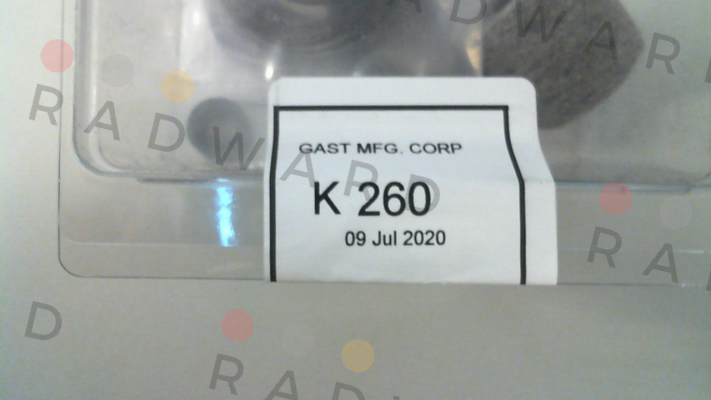 RADWARD
GAST MFG. CORP
K 260
09 Jul 2020